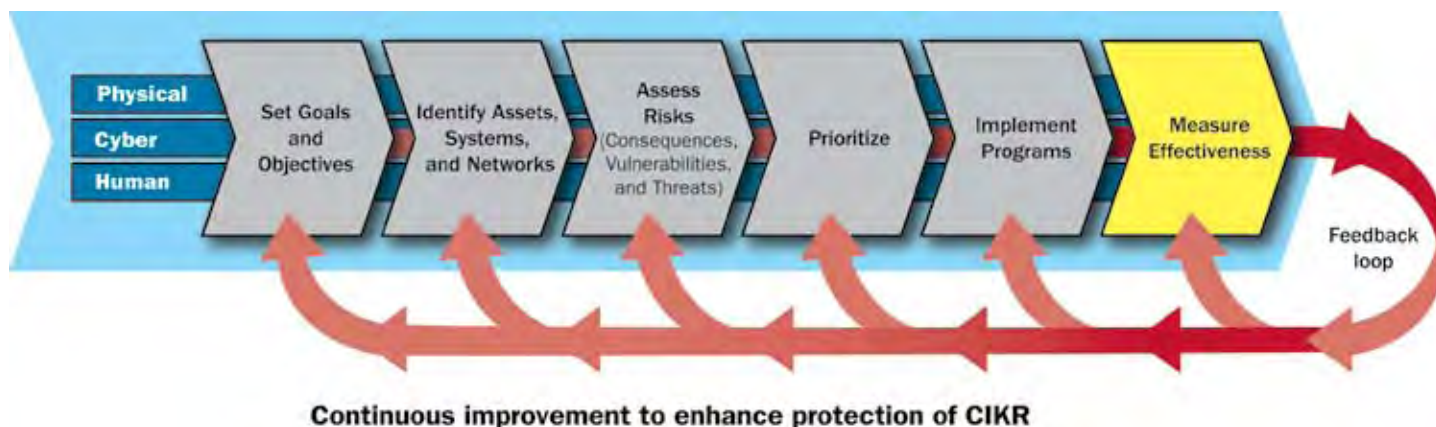 Physical
Cyber
Human
Set Goals
and
Objectives
Identify Assets,
Systems,
and Networks
Assess
Risks
(Consequences,
Vulnerabilities,
and Threats)
Prioritize
Implement
Programs
Measure
Effectiveness
Feedback
loop
Continuous improvement to enhance protection of CIKR